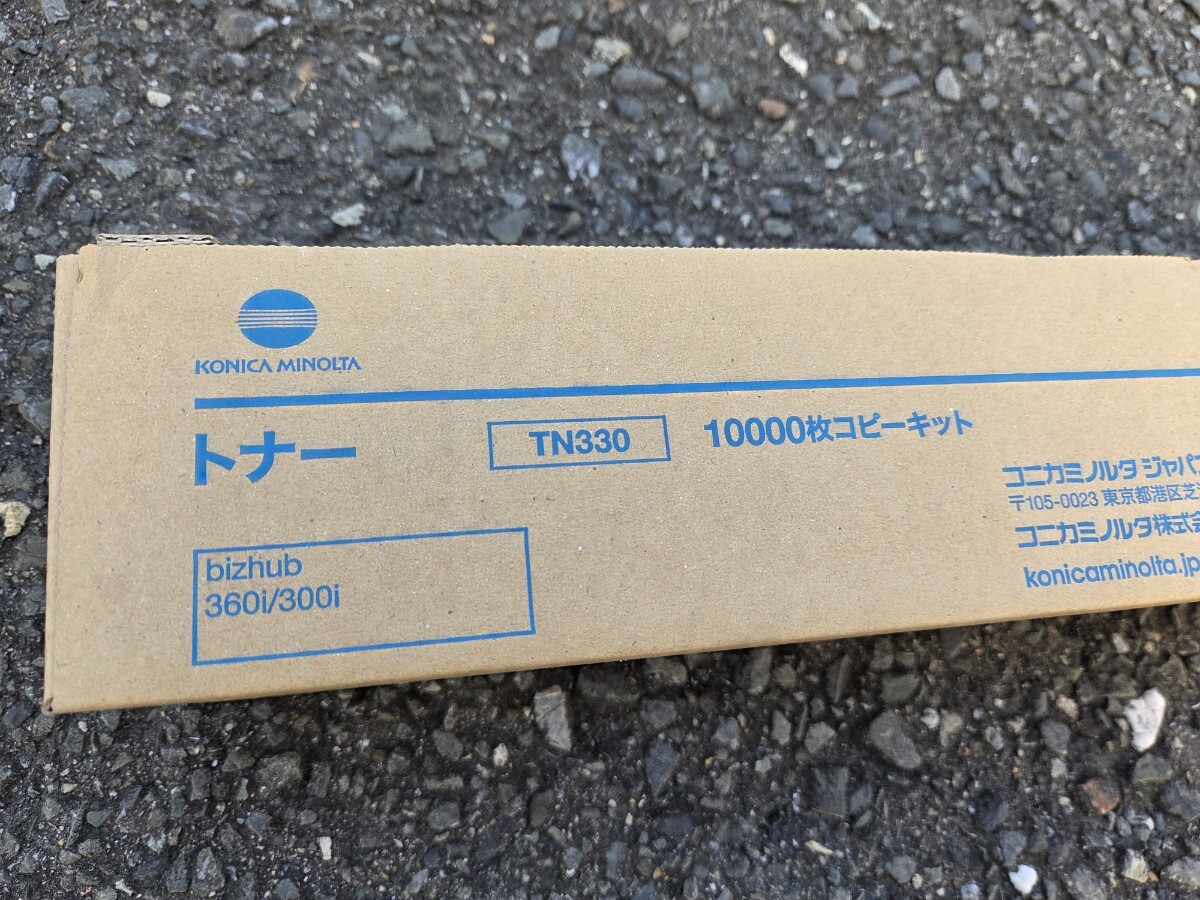 KONICA MINOLTA
トナー
TN330
10000枚コピーキット
bizhub
360i/300i
コニカミノルタ ジャパン
〒105-0023 東京都港区芝
コニカミノルタ株式会
konicaminolta.jp